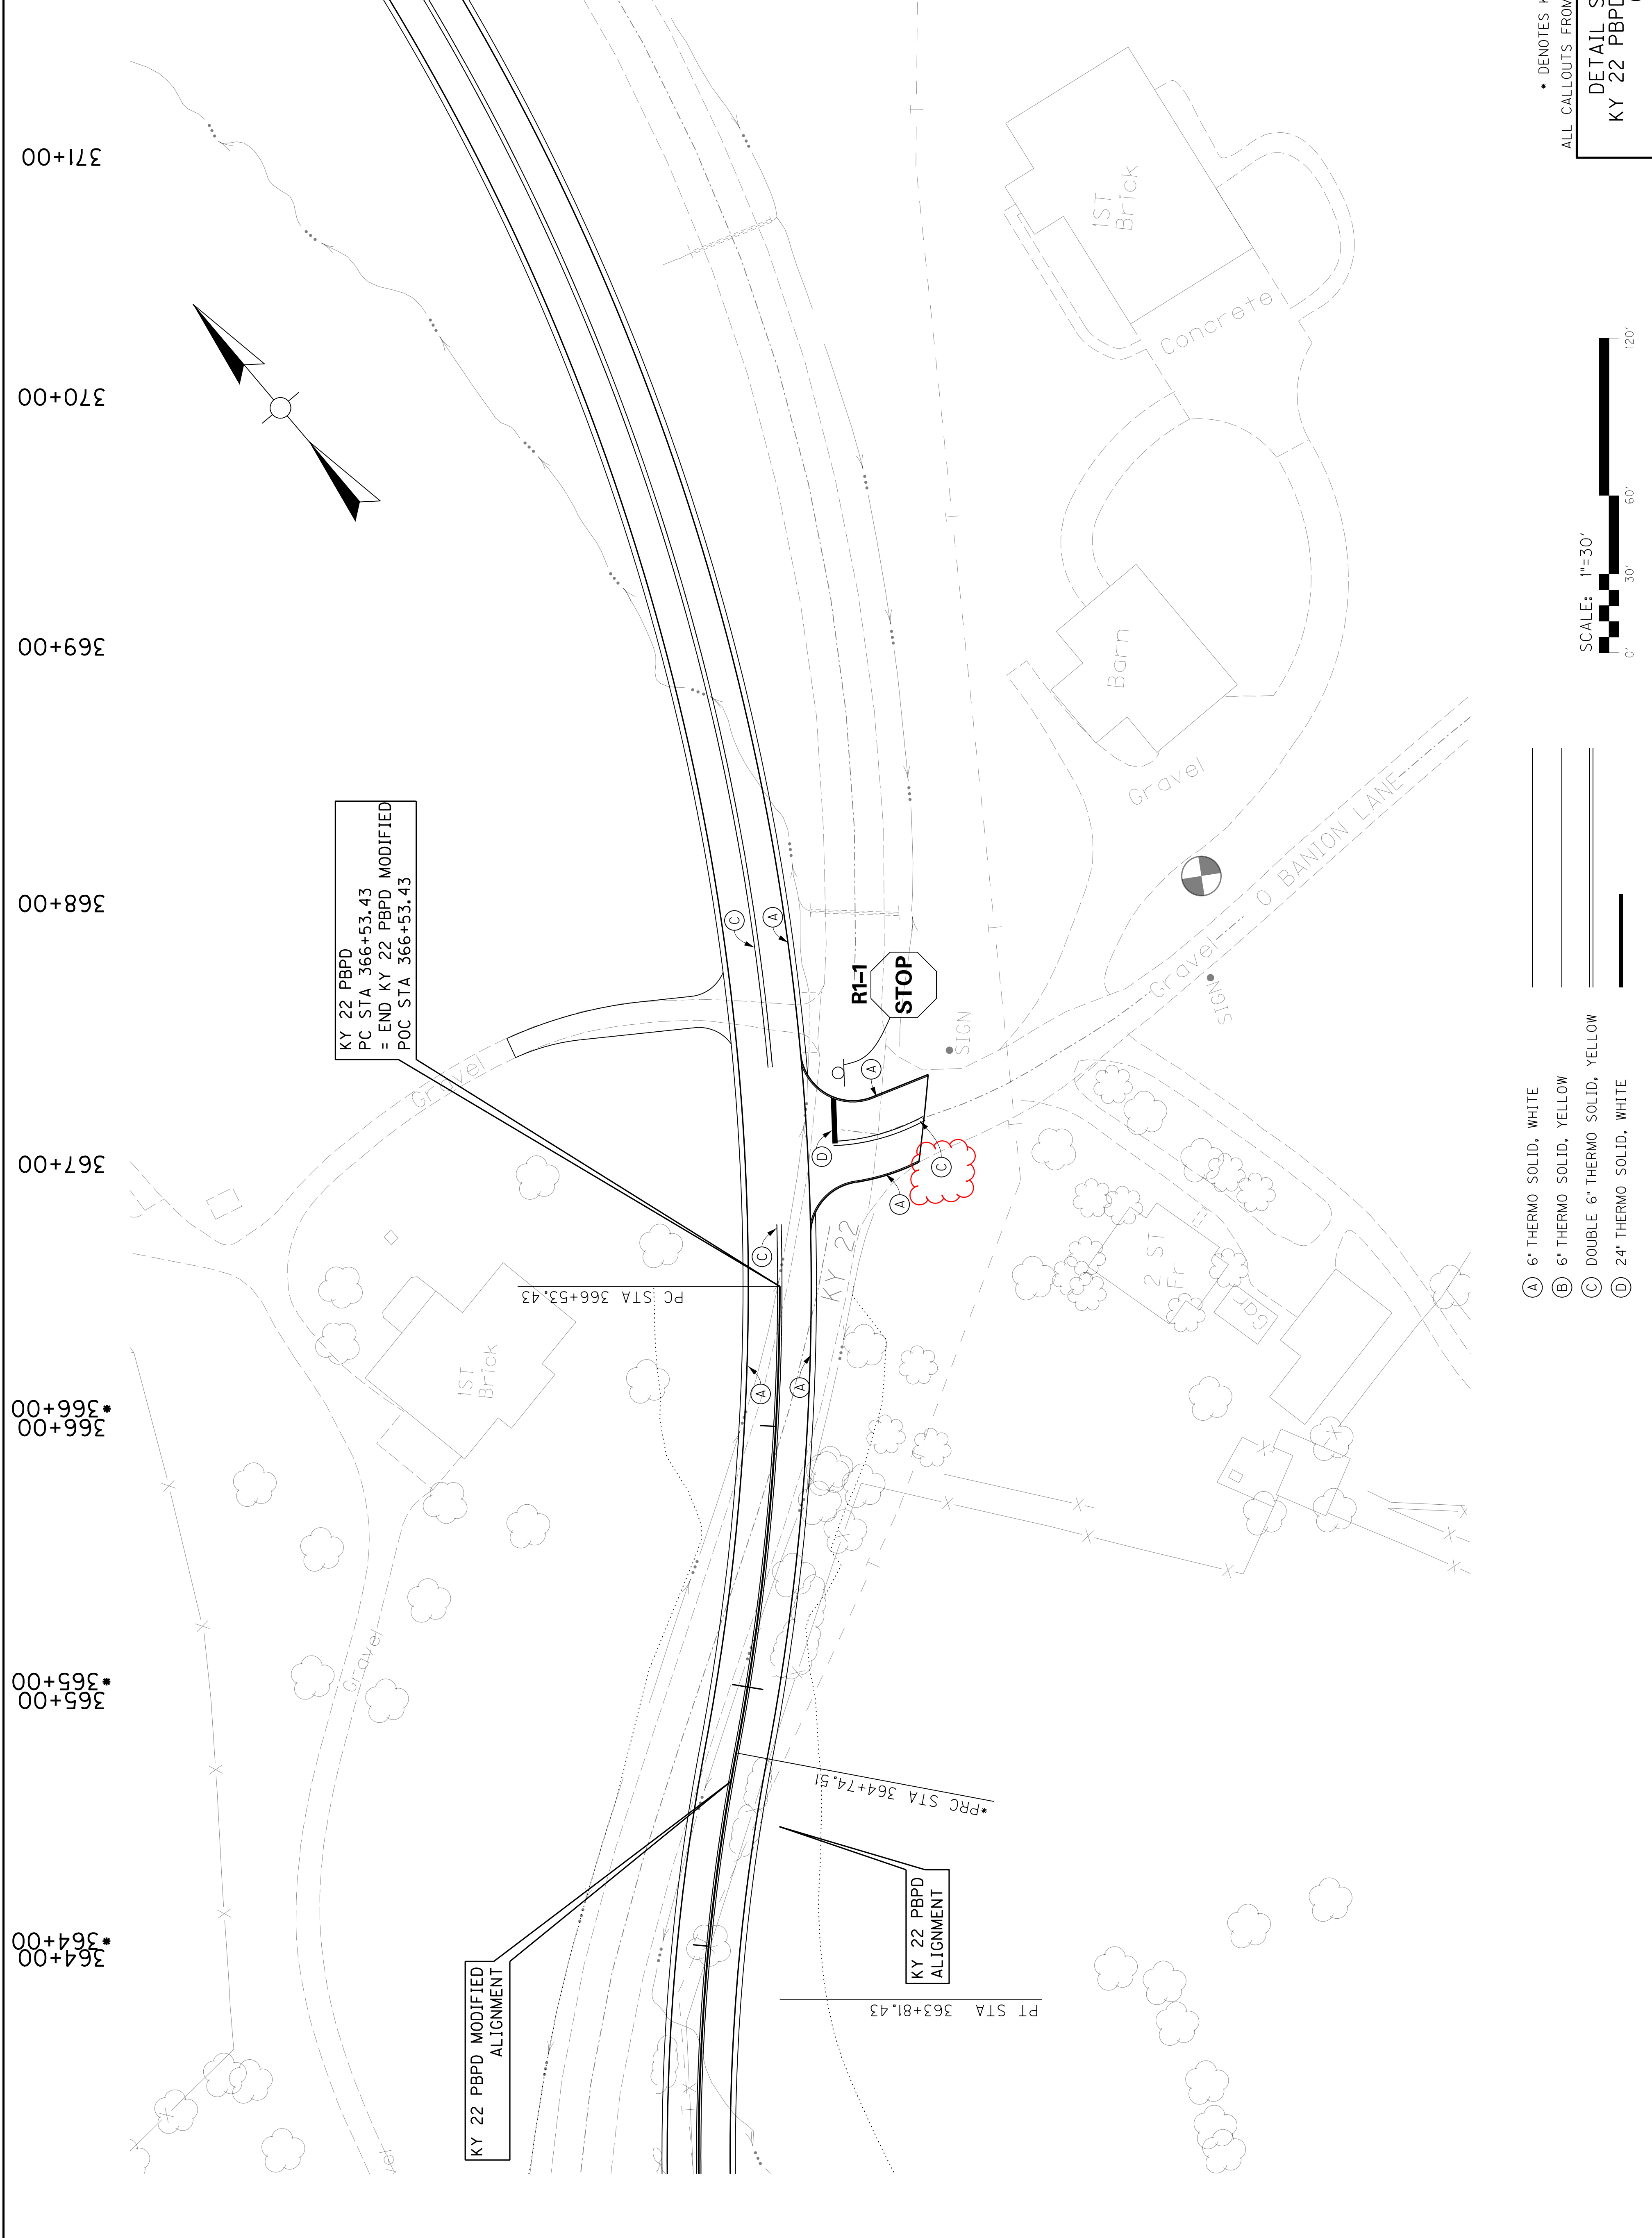 371+00
370+00
369+00
368+00
367+00
*366+00
366+00
*365+00
365+00
*364+00
364+00
KY 22 PBPD
PC STA 366+53.43
= END KY 22 PBPD MODIFIED
POC STA 366+53.43
Gravel
1ST
Brick
PC STA 366+53.43
C
A
R1-1
STOP
SIGN
A
D
C
A
C
KY 22
A
A
*PRC STA 364+74.51
KY 22 PBPD MODIFIED
ALIGNMENT
KY 22 PBPD
ALIGNMENT
PT STA 363+81.43
Gravel
1ST
Brick
Concrete
Barn
Gravel
O BANION LANE
Gravel
SIGN
2 ST
Fr
Gar
T
T
T
T
T
T
T
X
X
X
X
X
X
X
X
X
X
X
X
X
X
A 6" THERMO SOLID, WHITE
B 6" THERMO SOLID, YELLOW
C DOUBLE 6" THERMO SOLID, YELLOW
D 24" THERMO SOLID, WHITE
SCALE: 1"=30'
0' 30' 60' 120'
* DENOTES
ALL CALLOUTS FROM
DETAIL S
KY 22 PBPD